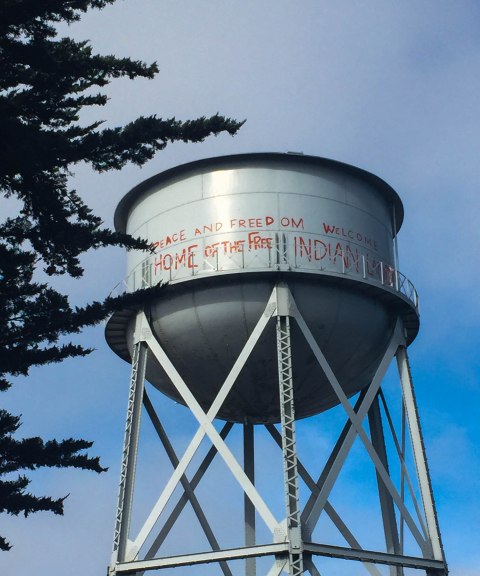 PEACE AND FREEDOM WELCOME
HOME OF THE FREE INDIAN